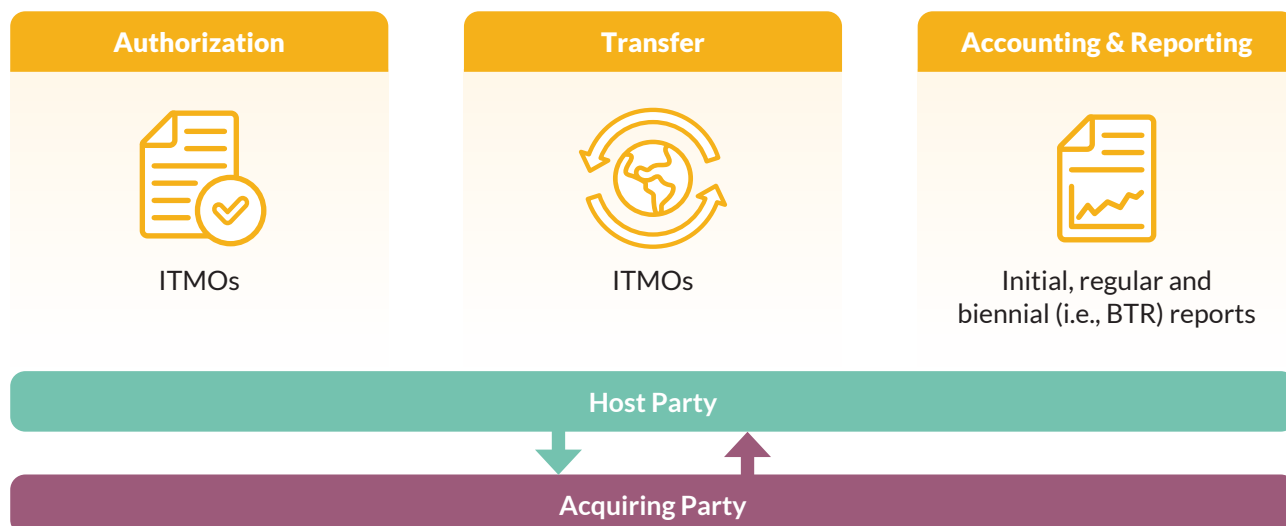 Authorization
ITMOs
Transfer
ITMOs
Accounting & Reporting
Initial, regular and
biennial (i.e., BTR) reports
Host Party
Acquiring Party